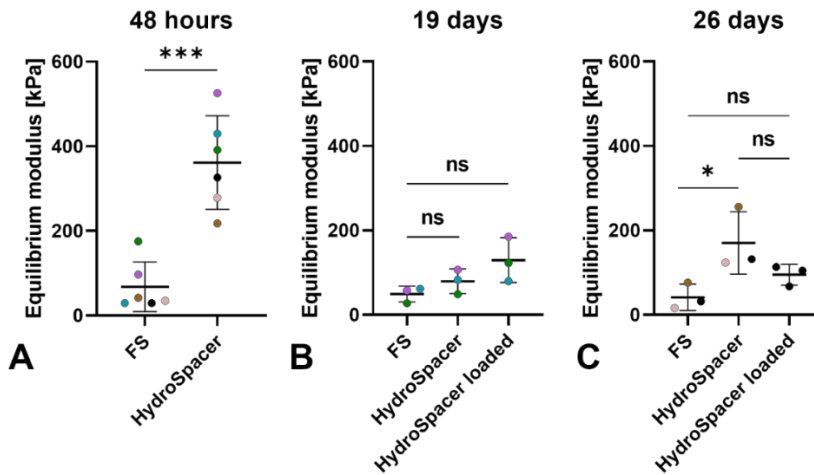 48 hours
Equilibrium modulus [kPa]
600
400
200
0
***
FS
HydroSpacer
A
19 days
Equilibrium modulus [kPa]
600
400
200
0
ns
ns
FS
HydroSpacer
HydroSpacer loaded
B
26 days
Equilibrium modulus [kPa]
600
400
200
0
ns
ns
*
FS
HydroSpacer
HydroSpacer loaded
C